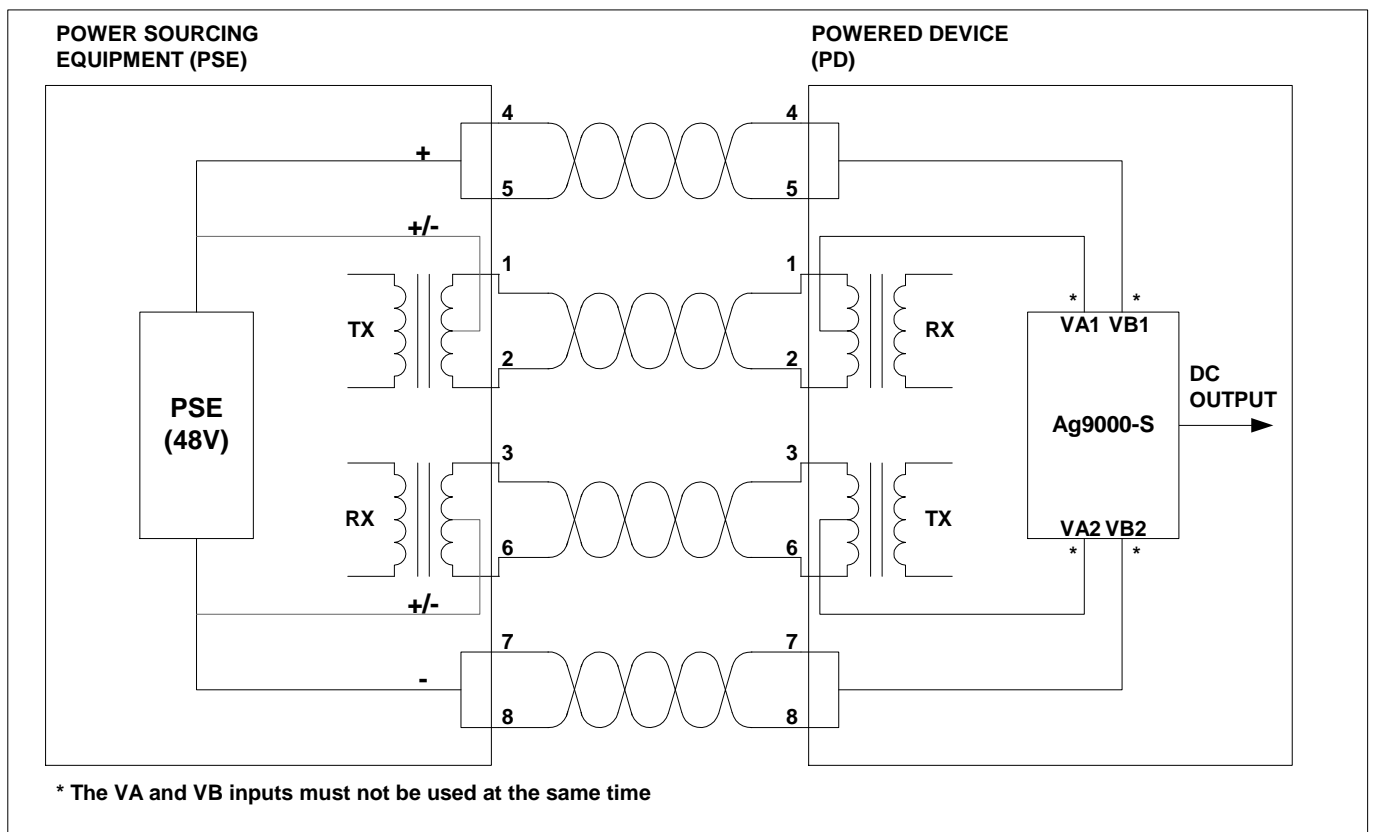 POWER SOURCING
EQUIPMENT (PSE)
POWERED DEVICE
(PD)
4
4
+
5
5
+/-
1
1
* *
TX
RX
VA1 VB1
2
2
DC
OUTPUT
PSE
(48V)
Ag9000-S
3
3
RX
TX
VA2 VB2
6
6
* *
+/-
7
7
-
8
8
* The VA and VB inputs must not be used at the same time